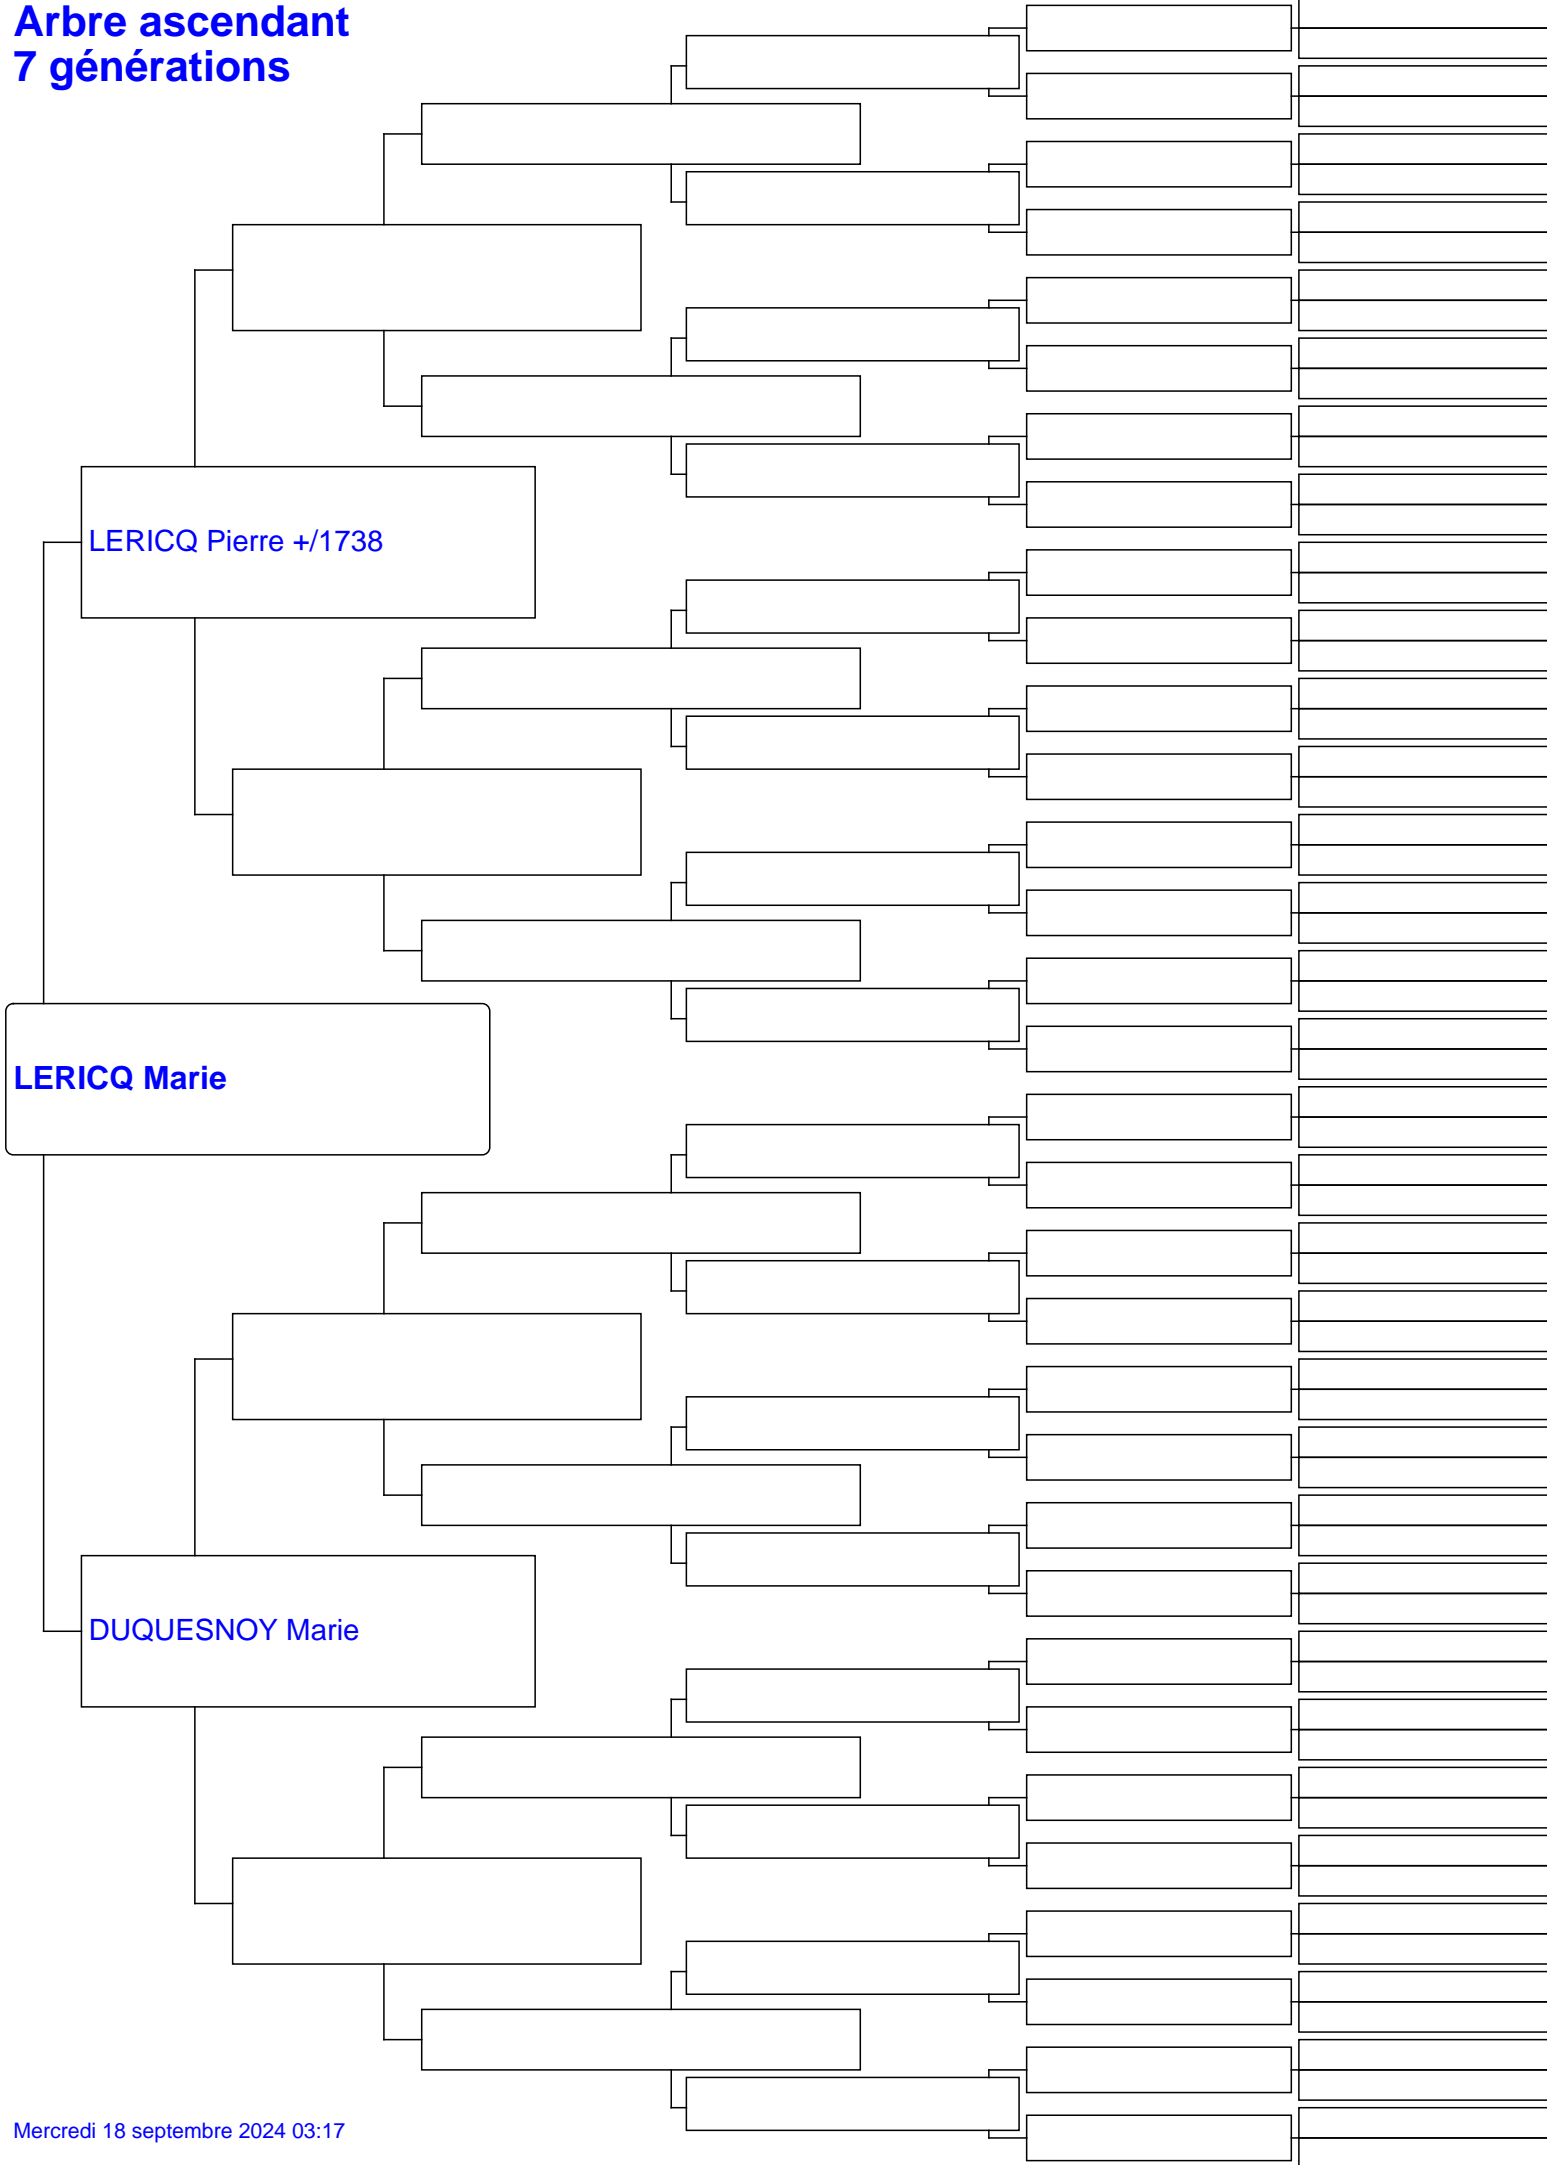 Arbre ascendant
7 générations
LERICQ Pierre +/1738
LERICQ Marie
DUQUESNOY Marie
Mercredi 18 septembre 2024 03:17